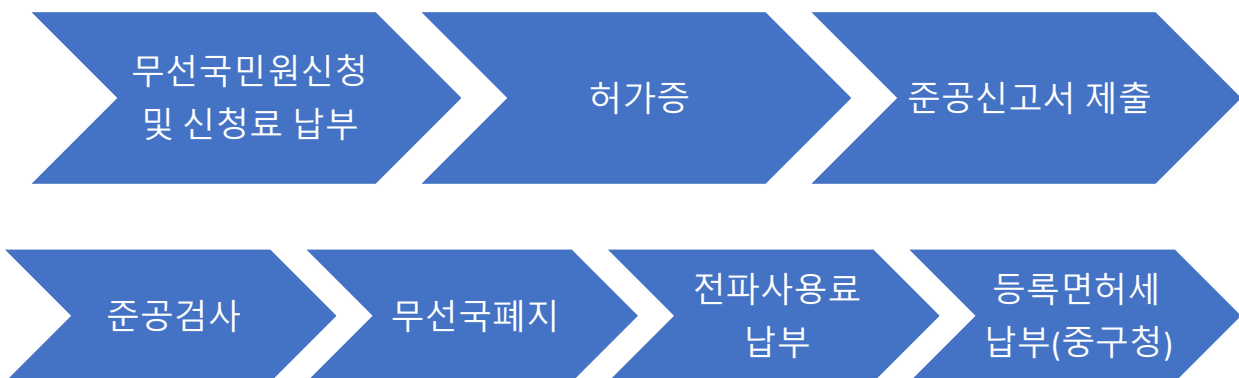 무선국민원신청
및 신청료 납부
허가증
준공신고서 제출
준공검사
무선국폐지
전파사용료
납부
등록면허세
납부(중구청)